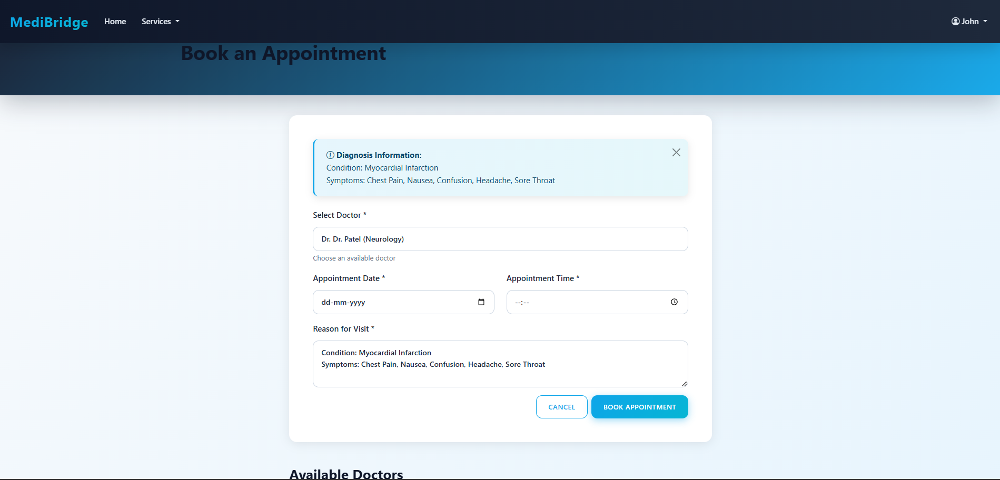 MediBridge Home Services John
Book an Appointment
Diagnosis Information:
Condition: Myocardial Infarction
Symptoms: Chest Pain, Nausea, Confusion, Headache, Sore Throat
Select Doctor *
Dr. Dr. Patel (Neurology)
Choose an available doctor
Appointment Date * Appointment Time *
dd-mm-yyyy --:--
Reason for Visit *
Condition: Myocardial Infarction
Symptoms: Chest Pain, Nausea, Confusion, Headache, Sore Throat
CANCEL BOOK APPOINTMENT
Available Doctors